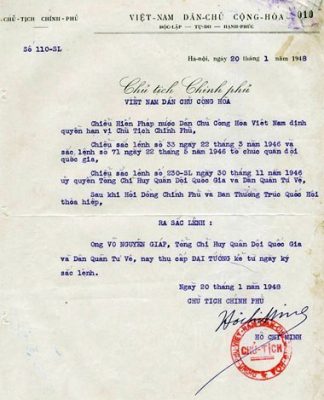 CHỦ-TỊCH CHÍNH-PHỦ
VIỆT-NAM DÂN-CHỦ CỘNG-HÒA
010
ĐỘC-LẬP — TỰ-DO — HẠNH-PHÚC
Số 110-SL
Hà-nội, ngày 20 tháng 1 năm 1948
Chủ tịch Chính phủ
VIỆT NAM DÂN CHỦ CỘNG HÒA
Chiếu Hiến Pháp nước Dân Chủ Cộng Hòa Việt Nam định
quyền hạn vị Chủ Tịch Chính Phủ,
Chiếu sắc lệnh số 33 ngày 22 tháng 3 năm 1946 và
sắc lệnh số 71 ngày 22 tháng 5 năm 1946 tổ chức quân đội
quốc gia,
Chiếu sắc lệnh số 230-SL ngày 30 tháng 11 năm 1946
ủy quyền Tổng Chỉ Huy Quân Đội Quốc Gia và Dân Quân Tự Vệ,
Sau khi Hội Đồng Chính Phủ và Ban Thường Trực Quốc Hội
thỏa hiệp,
RA SẮC LỆNH :
Ông VÕ NGUYÊN GIÁP, Tổng Chỉ Huy Quân Đội Quốc Gia
và Dân Quân Tự Vệ, nay thụ cấp ĐẠI TƯỚNG kể từ ngày ký
sắc lệnh.
Ngày 20 tháng 1 năm 1948
CHỦ TỊCH CHÍNH PHỦ
HồChíMinh
HỒ CHÍ MINH
CHỦ-TỊCH